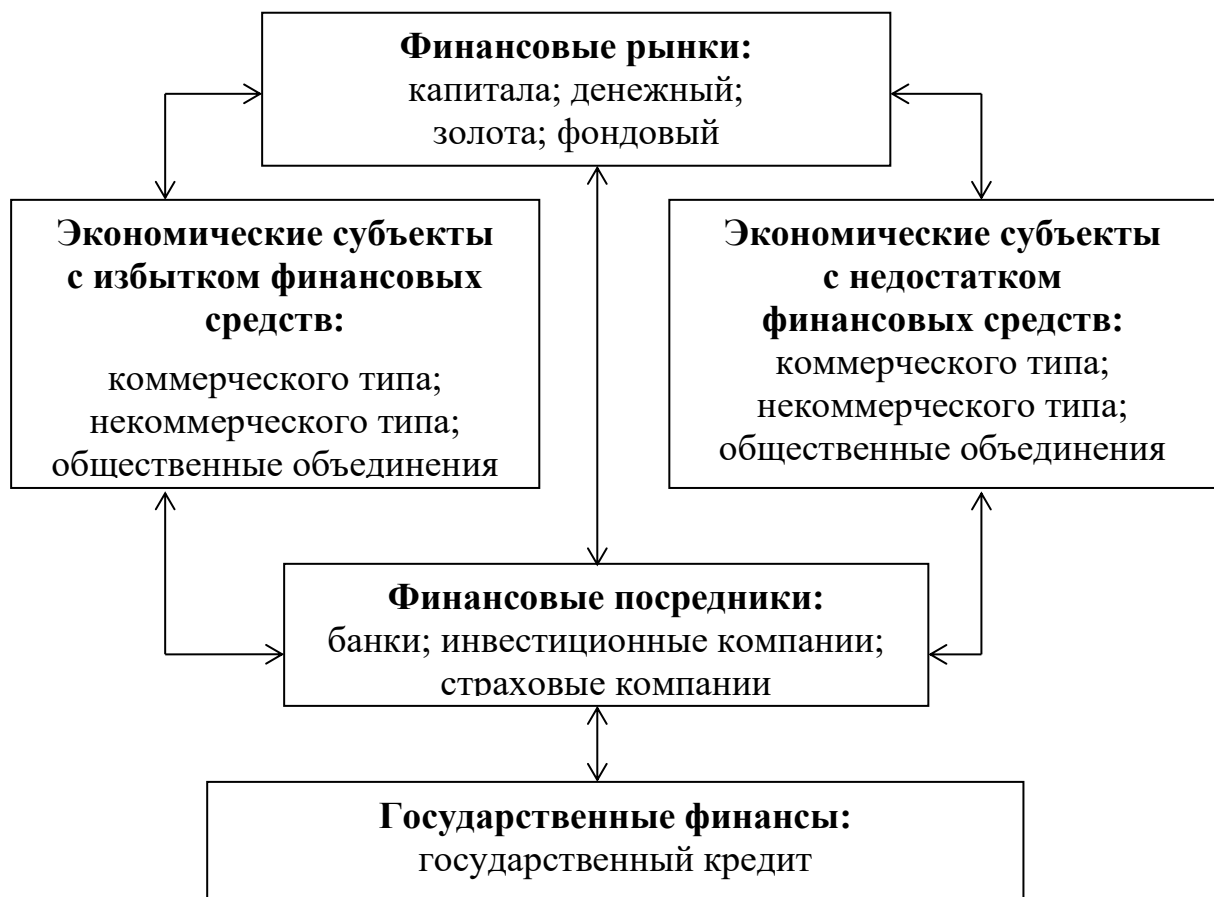 Финансовые рынки:
капитала; денежный;
золота; фондовый
Экономические субъекты
с избытком финансовых
средств:
коммерческого типа;
некоммерческого типа;
общественные объединения
Экономические субъекты
с недостатком
финансовых средств:
коммерческого типа;
некоммерческого типа;
общественные объединения
Финансовые посредники:
банки; инвестиционные компании;
страховые компании
Государственные финансы:
государственный кредит